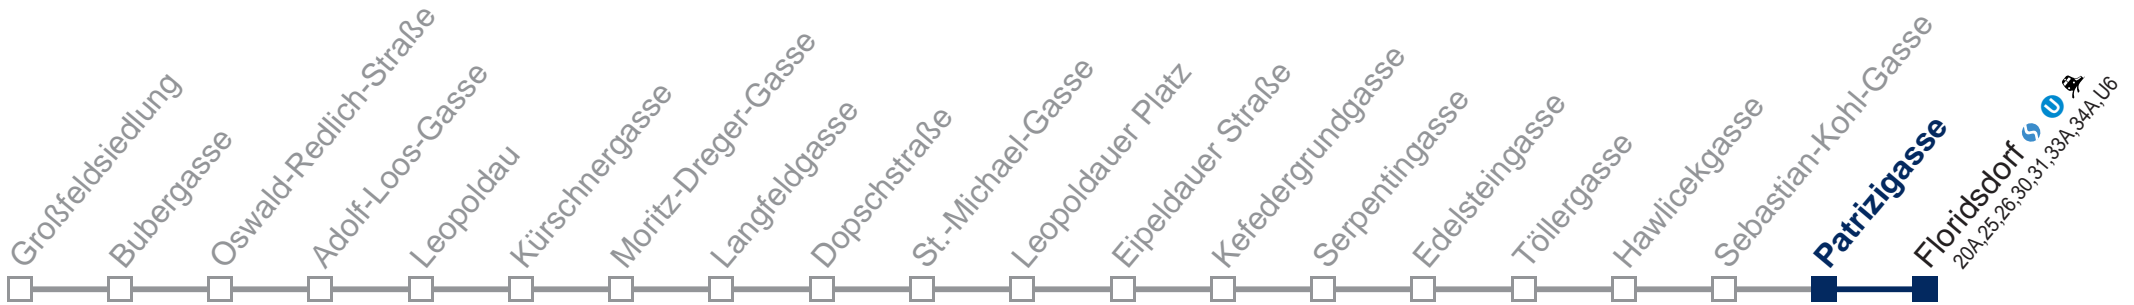 Großfeldsiedlung
Bubergasse
Oswald-Redlich-Straße
Adolf-Loos-Gasse
Leopoldau
Kürschnergasse
Moritz-Dreger-Gasse
Langfeldgasse
Dopschstraße
St.-Michael-Gasse
Leopoldauer Platz
Eipeldauer Straße
Kefedergrundgasse
Serpentingasse
Edelsteingasse
Töllergasse
Hawlicekgasse
Sebastian-Kohl-Gasse
Patrizigasse
Floridsdorf S U
20A,25,26,30,31,33A,34A,U6